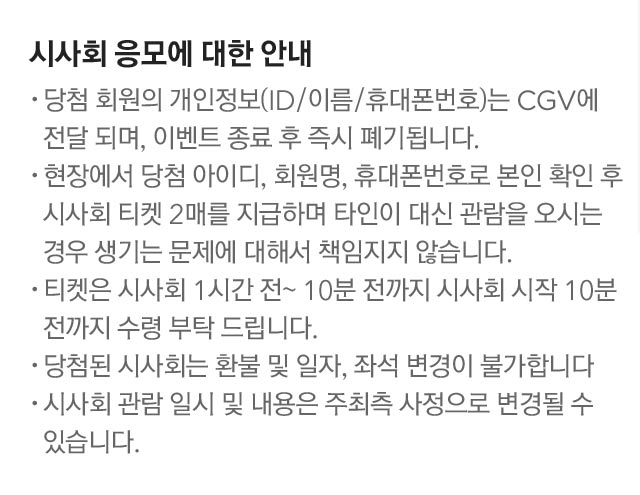 시사회 응모에 대한 안내
· 당첨 회원의 개인정보(ID/이름/휴대폰번호)는 CGV에
전달 되며, 이벤트 종료 후 즉시 폐기됩니다.
· 현장에서 당첨 아이디, 회원명, 휴대폰번호로 본인 확인 후
시사회 티켓 2매를 지급하며 타인이 대신 관람을 오시는
경우 생기는 문제에 대해서 책임지지 않습니다.
· 티켓은 시사회 1시간 전~ 10분 전까지 시사회 시작 10분
전까지 수령 부탁 드립니다.
· 당첨된 시사회는 환불 및 일자, 좌석 변경이 불가합니다
· 시사회 관람 일시 및 내용은 주최측 사정으로 변경될 수
있습니다.